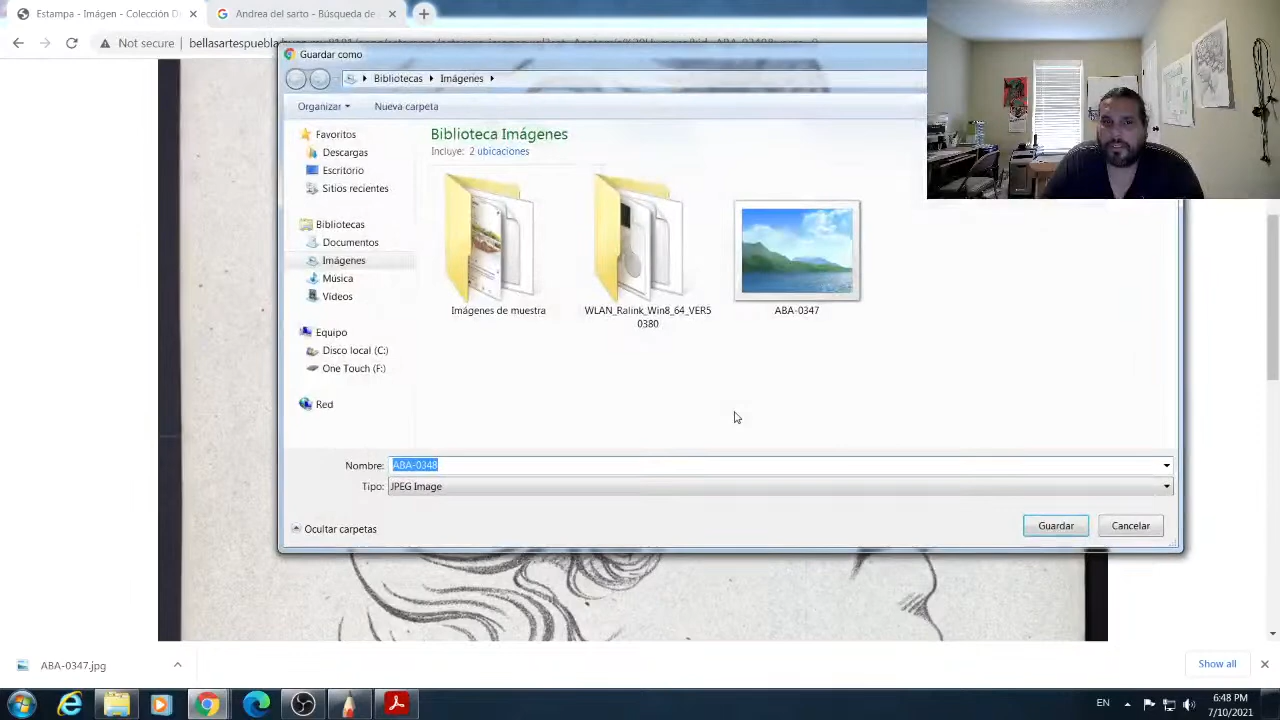 Estampa - Imágen - Colección D
Andrea del sarto - Búsqueda de
Not secure
Guardar como
Bibliotecas
Imágenes
Organizar
Nueva carpeta
Favoritos
Descargas
Escritorio
Sitios recientes
Bibliotecas
Documentos
Imágenes
Música
Vídeos
Equipo
Disco local (C:)
One Touch (F:)
Red
Biblioteca Imágenes
Incluye: 2 ubicaciones
Imágenes de muestra
WLAN_Ralink_Win8_64_VER5
0380
ABA-0347
Nombre: ABA-0348
Tipo: JPEG Image
Ocultar carpetas
Guardar
Cancelar
ABA-0347.jpg
Show all
EN
6:48 PM
7/10/2021